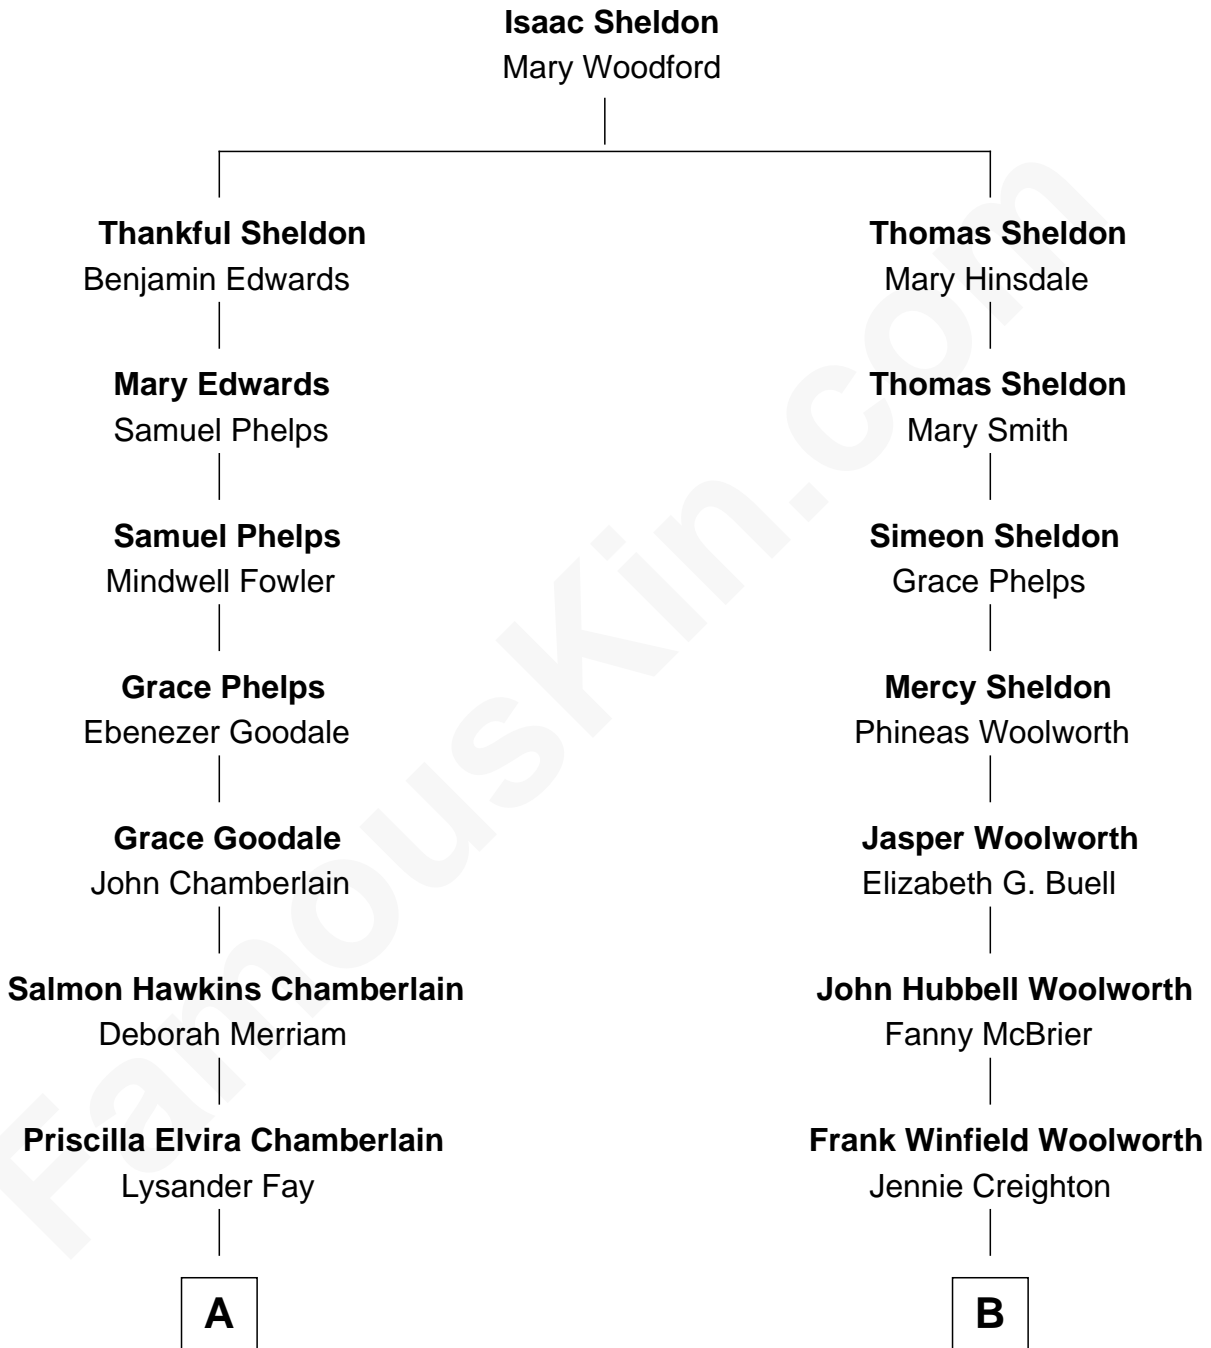 Isaac Sheldon
Mary Woodford
Thankful Sheldon
Benjamin Edwards
Mary Edwards
Samuel Phelps
Samuel Phelps
Mindwell Fowler
Grace Phelps
Ebenezer Goodale
Grace Goodale
John Chamberlain
Salmon Hawkins Chamberlain
Deborah Merriam
Priscilla Elvira Chamberlain
Lysander Fay
A
Thomas Sheldon
Mary Hinsdale
Thomas Sheldon
Mary Smith
Simeon Sheldon
Grace Phelps
Mercy Sheldon
Phineas Woolworth
Jasper Woolworth
Elizabeth G. Buell
John Hubbell Woolworth
Fanny McBrier
Frank Winfield Woolworth
Jennie Creighton
B
FamousKin.com